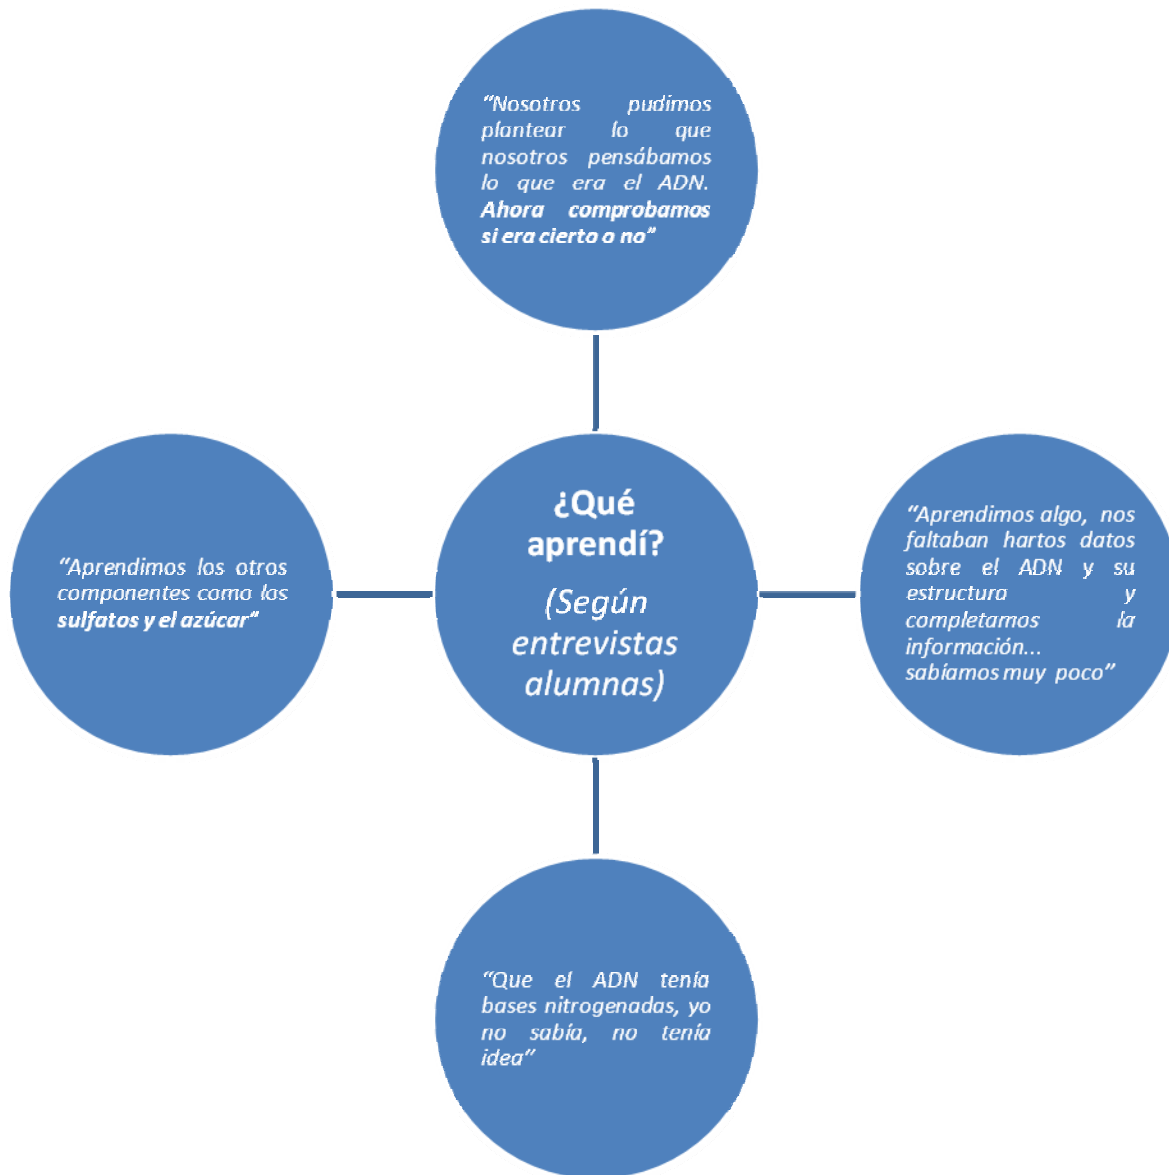 “Nosotros pudimos
plantear lo que
nosotros pensábamos
lo que era el ADN.
Ahora comprobamos
si era cierto o no”
“Aprendimos los otros
componentes como los
sulfatos y el azúcar“
¿Qué
aprendí?
(Según
entrevistas
alumnas)
“Aprendimos algo, nos
faltaban hartos datos
sobre el ADN y su
estructura y
completamos la
información...
sabíamos muy poco”
“Que el ADN tenía
bases nitrogenadas, yo
no sabía, no tenía
idea”